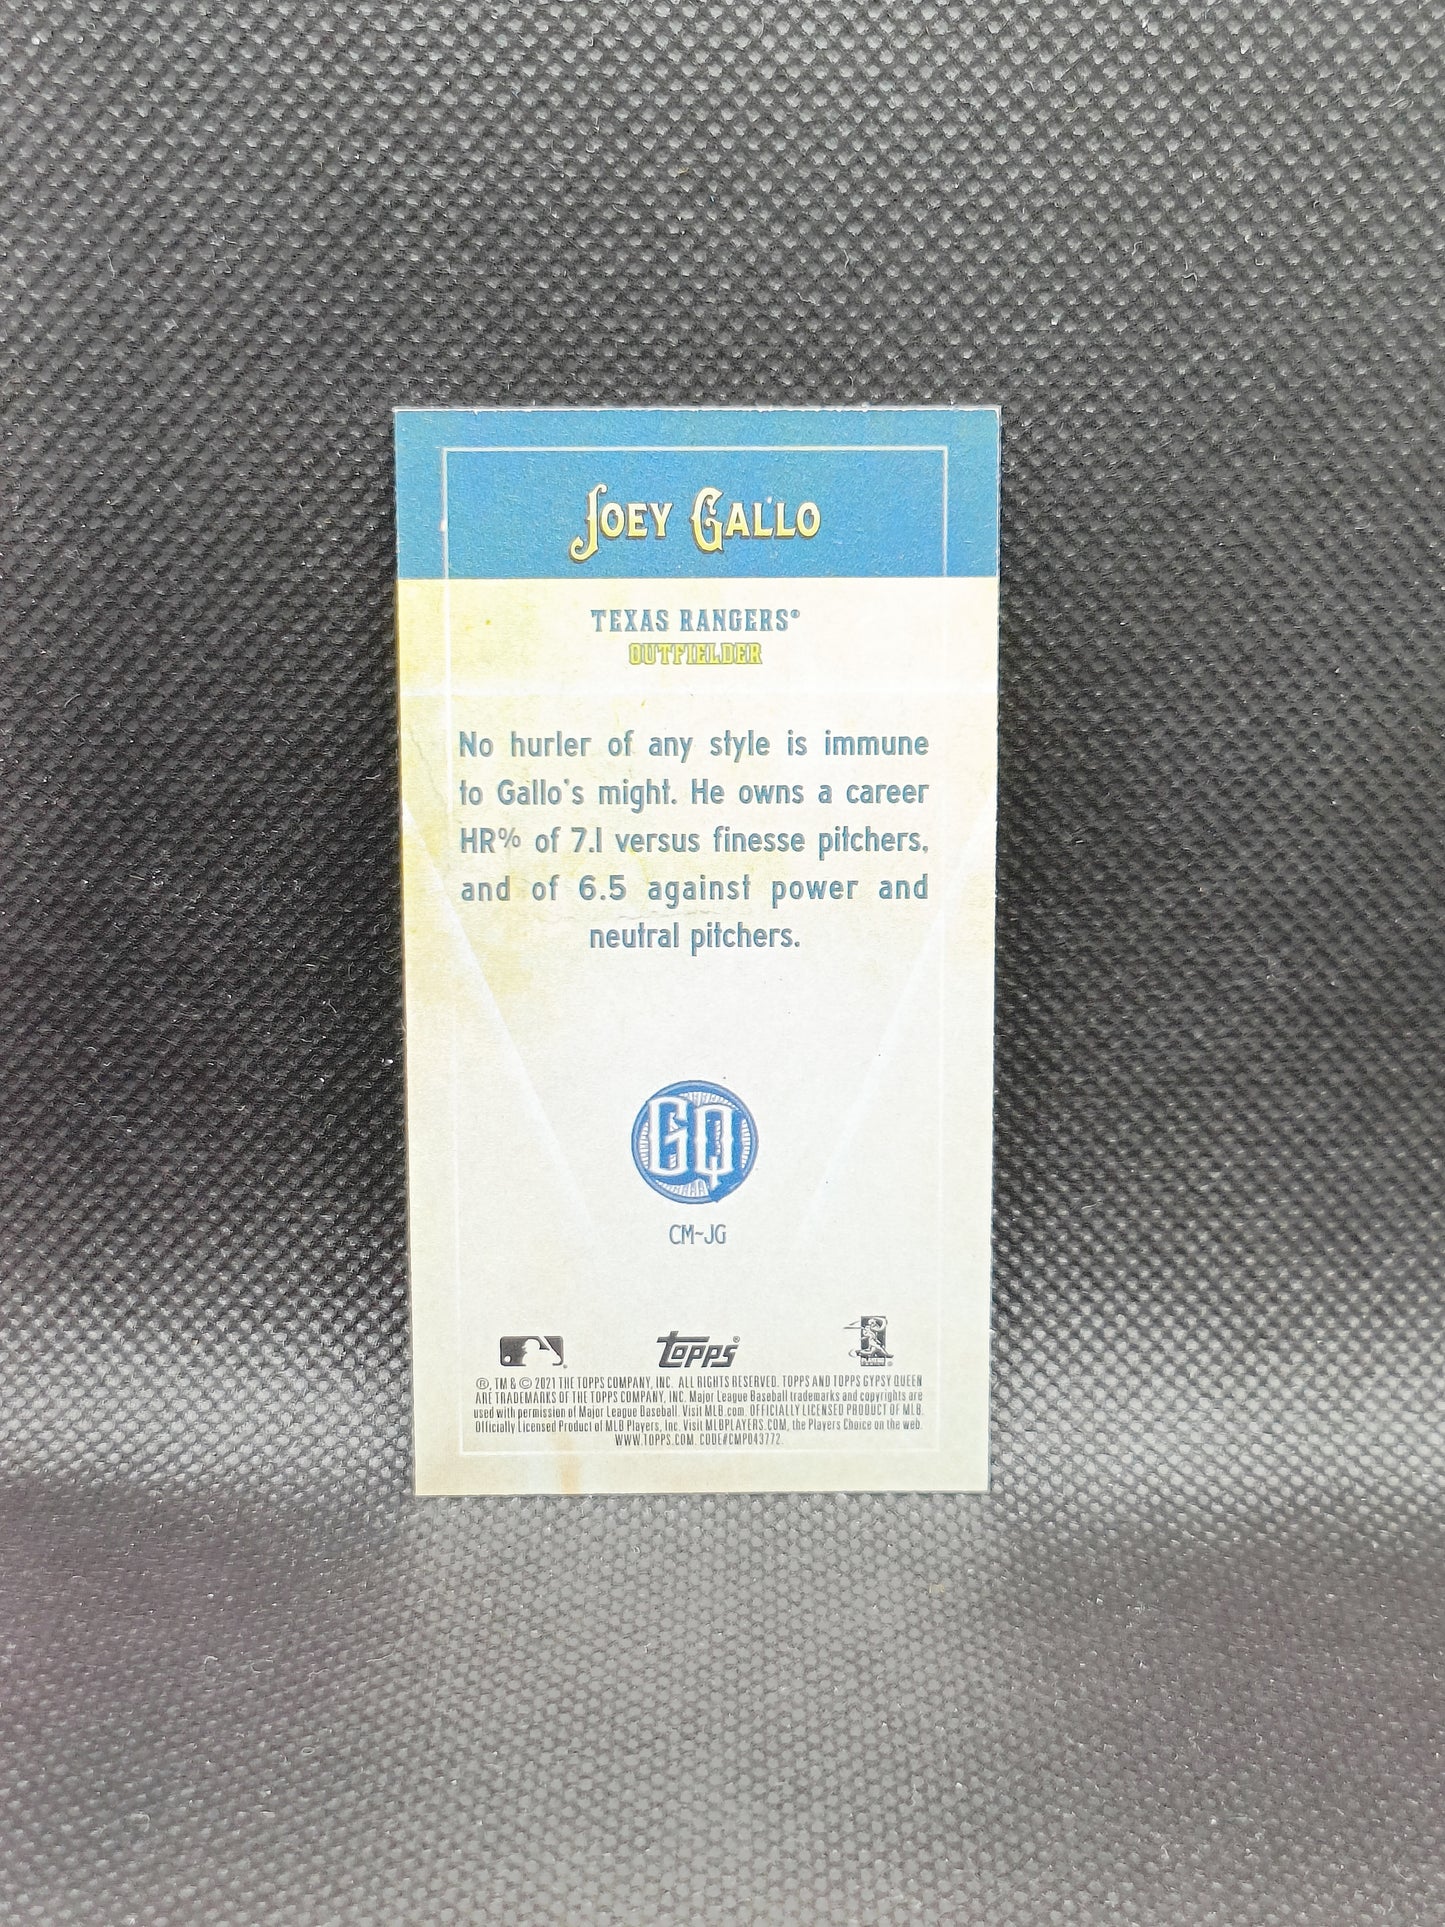 JOEY GALLO
TEXAS RANGERS®
OUTFIELDER
No hurler of any style is immune
to Gallo's might. He owns a career
HR% of 7.1 versus finesse pitchers,
and of 6.5 against power and
neutral pitchers.
GQ
CM~JG
topps®
PLAYERS
®, TM & © 2021 THE TOPPS COMPANY, INC. ALL RIGHTS RESERVED. TOPPS AND TOPPS GYPSY QUEEN
ARE TRADEMARKS OF THE TOPPS COMPANY, INC. Major League Baseball trademarks and copyrights are
used with permission of Major League Baseball. Visit MLB.com. OFFICIALLY LICENSED PRODUCT OF MLB
Officially Licensed Product of MLB Players, Inc. Visit MLBPLAYERS.COM, the Players Choice on the web.
WWW.TOPPS.COM. CODE#CMP043772.